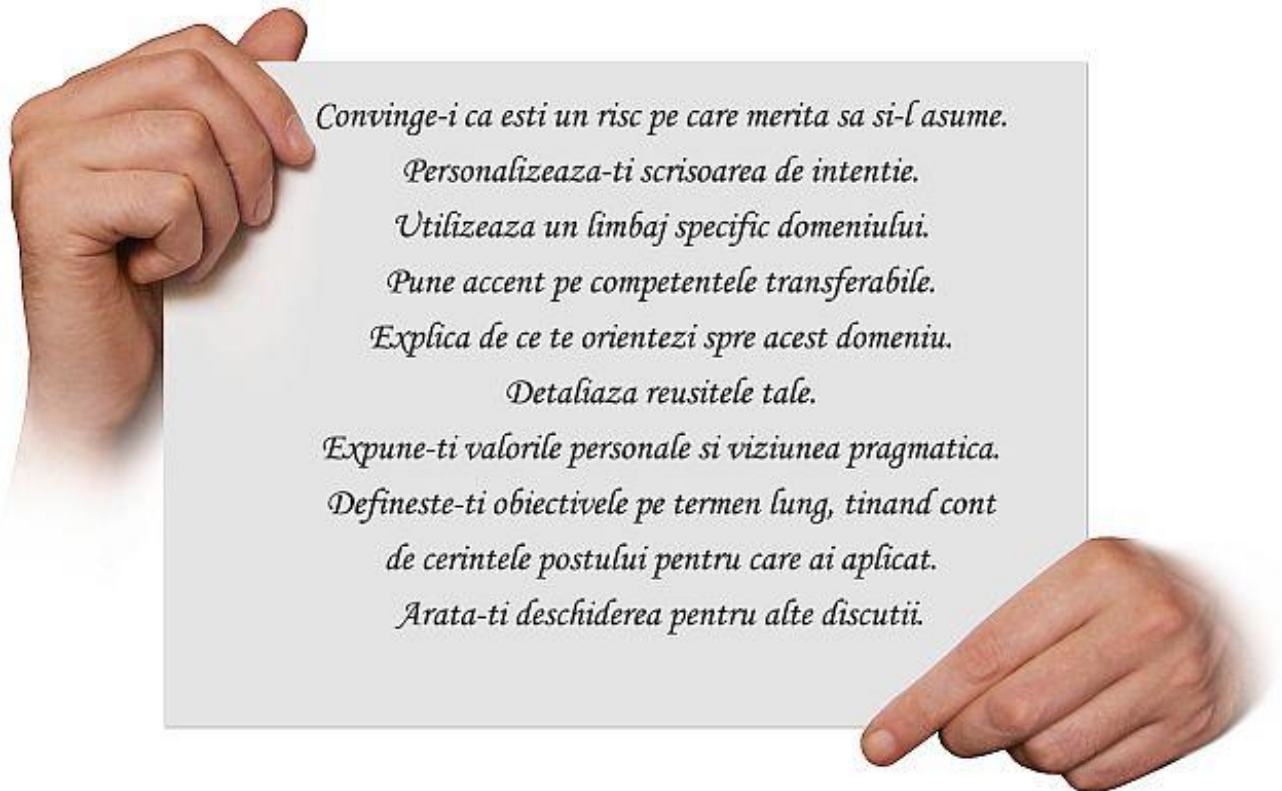 Convinge-i ca esti un risc pe care merita sa si-l asume.
Personalizeaza-ti scrisoarea de intentie.
Utilizeaza un limbaj specific domeniului.
Pune accent pe competentele transferabile.
Explica de ce te orientezi spre acest domeniu.
Detaliaza reusitele tale.
Expune-ti valorile personale si viziunea pragmatica.
Defineste-ti obiectivele pe termen lung, tinand cont
de cerintele postului pentru care ai aplicat.
Arata-ti deschiderea pentru alte discutii.